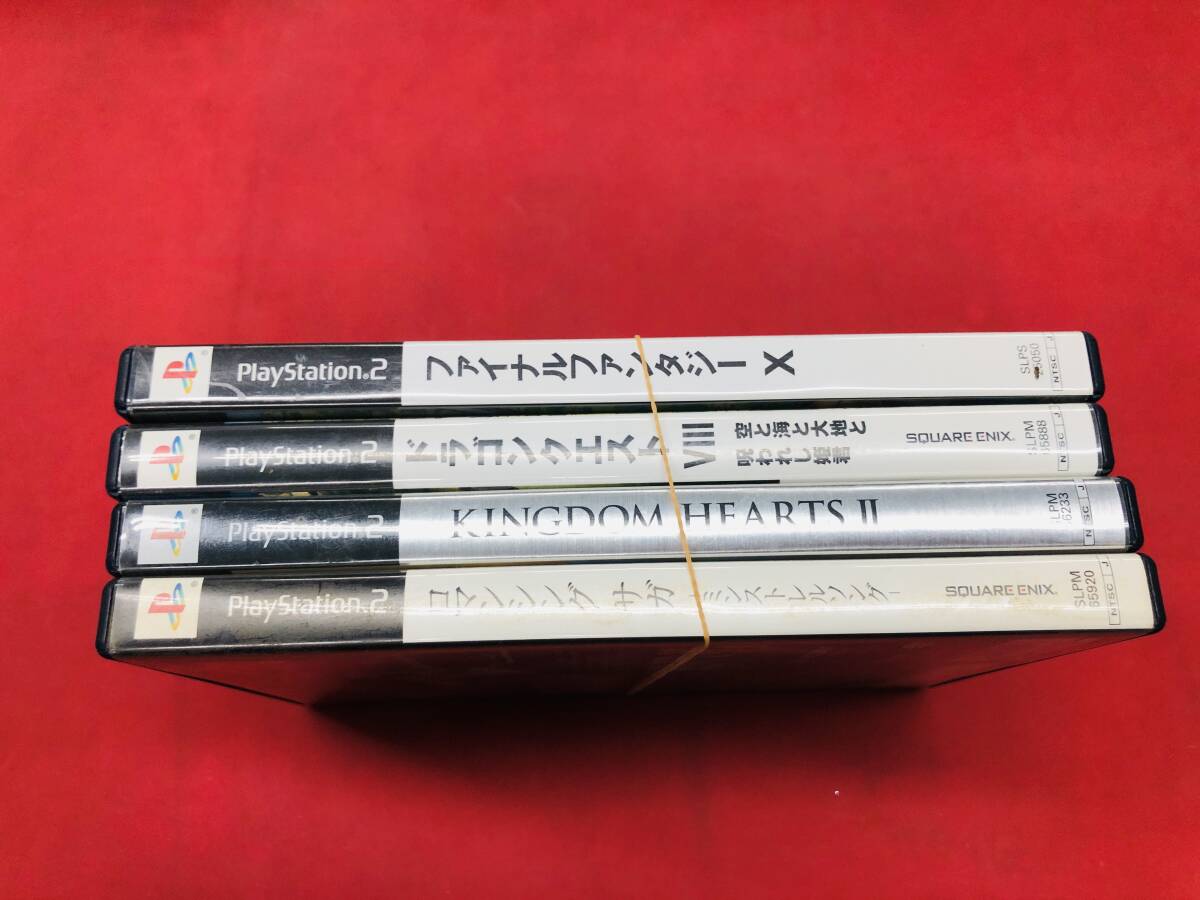 PlayStation®2
ファイナルファンタジー X
SLPS
25050
NTSC J
PlayStation®2
ドラゴンクエストVIII
空と海と大地と
呪われし姫君
SQUARE ENIX.
SLPM
65888
NTSC J
PlayStation®2
KINGDOM HEARTS II
SLPM
66233
NTSC J
PlayStation®2
ロマンシング サガ
-ミンストレルソング-
SQUARE ENIX.
SLPM
65920
NTSC J